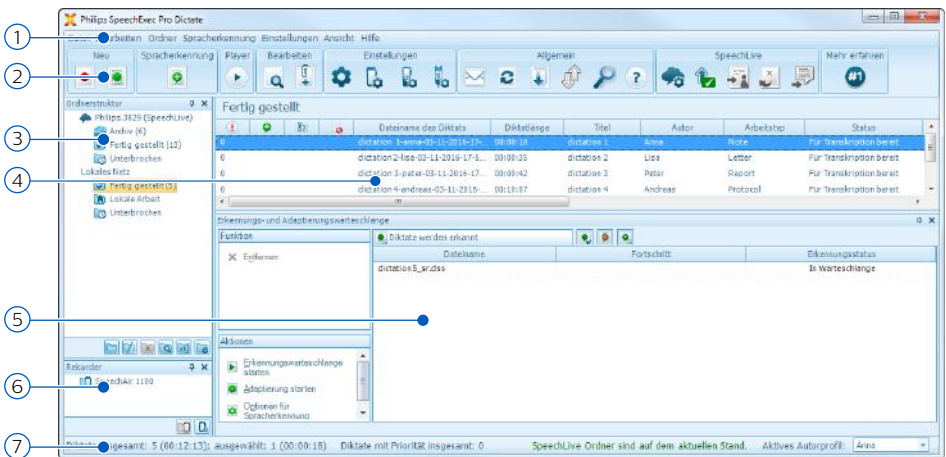 Philips SpeechExec Pro Dictate
1
Bearbeiten Ordner Spracherkennung Einstellungen Ansicht Hilfe
Neu Spracherkennung Player Bearbeiten Einstellungen Allgemein SpeechLive Mehr erfahren
2
#1
Ordnerstruktur
Fertig gestellt
Philips.3829 (SpeechLive)
Dateiname des Diktats Diktatlänge Titel Autor Arbeitstyp Status
3
Archiv (6)
Fertig gestellt (13)
0 dictation 1-anna-03-11-2016-17-... 00:00:18 dictation 1 Anna Note Für Transkription bereit
Unterbrochen
0 dictation 2-lisa-03-11-2016-17-5... 00:00:35 dictation 2 Lisa Letter Für Transkription bereit
Lokales Netz
4
0 dictation 3-peter-03-11-2016-17... 00:00:42 dictation 3 Peter Report Für Transkription bereit
Fertig gestellt (5)
0 dictation 4-andreas-03-11-2016-... 00:10:07 dictation 4 Andreas Protocol Für Transkription bereit
Lokale Arbeit
Unterbrochen
Erkennungs- und Adaptierungswarteschlange
Funktion
Diktate werden erkannt
Entfernen
Dateiname Fortschritt Erkennungsstatus
dictation5_sr.dss In Warteschlange
5
Aktionen
Erkennungswarteschlange
starten
Adaptierung starten
Optionen für
Spracherkennung
Rekorder
6
SpeechAir 1100
7
Diktate insgesamt: 5 (00:12:13); ausgewählt: 1 (00:00:18) Diktate mit Priorität insgesamt: 0 SpeechLive Ordner sind auf dem aktuellen Stand. Aktives Autorprofil: Anna